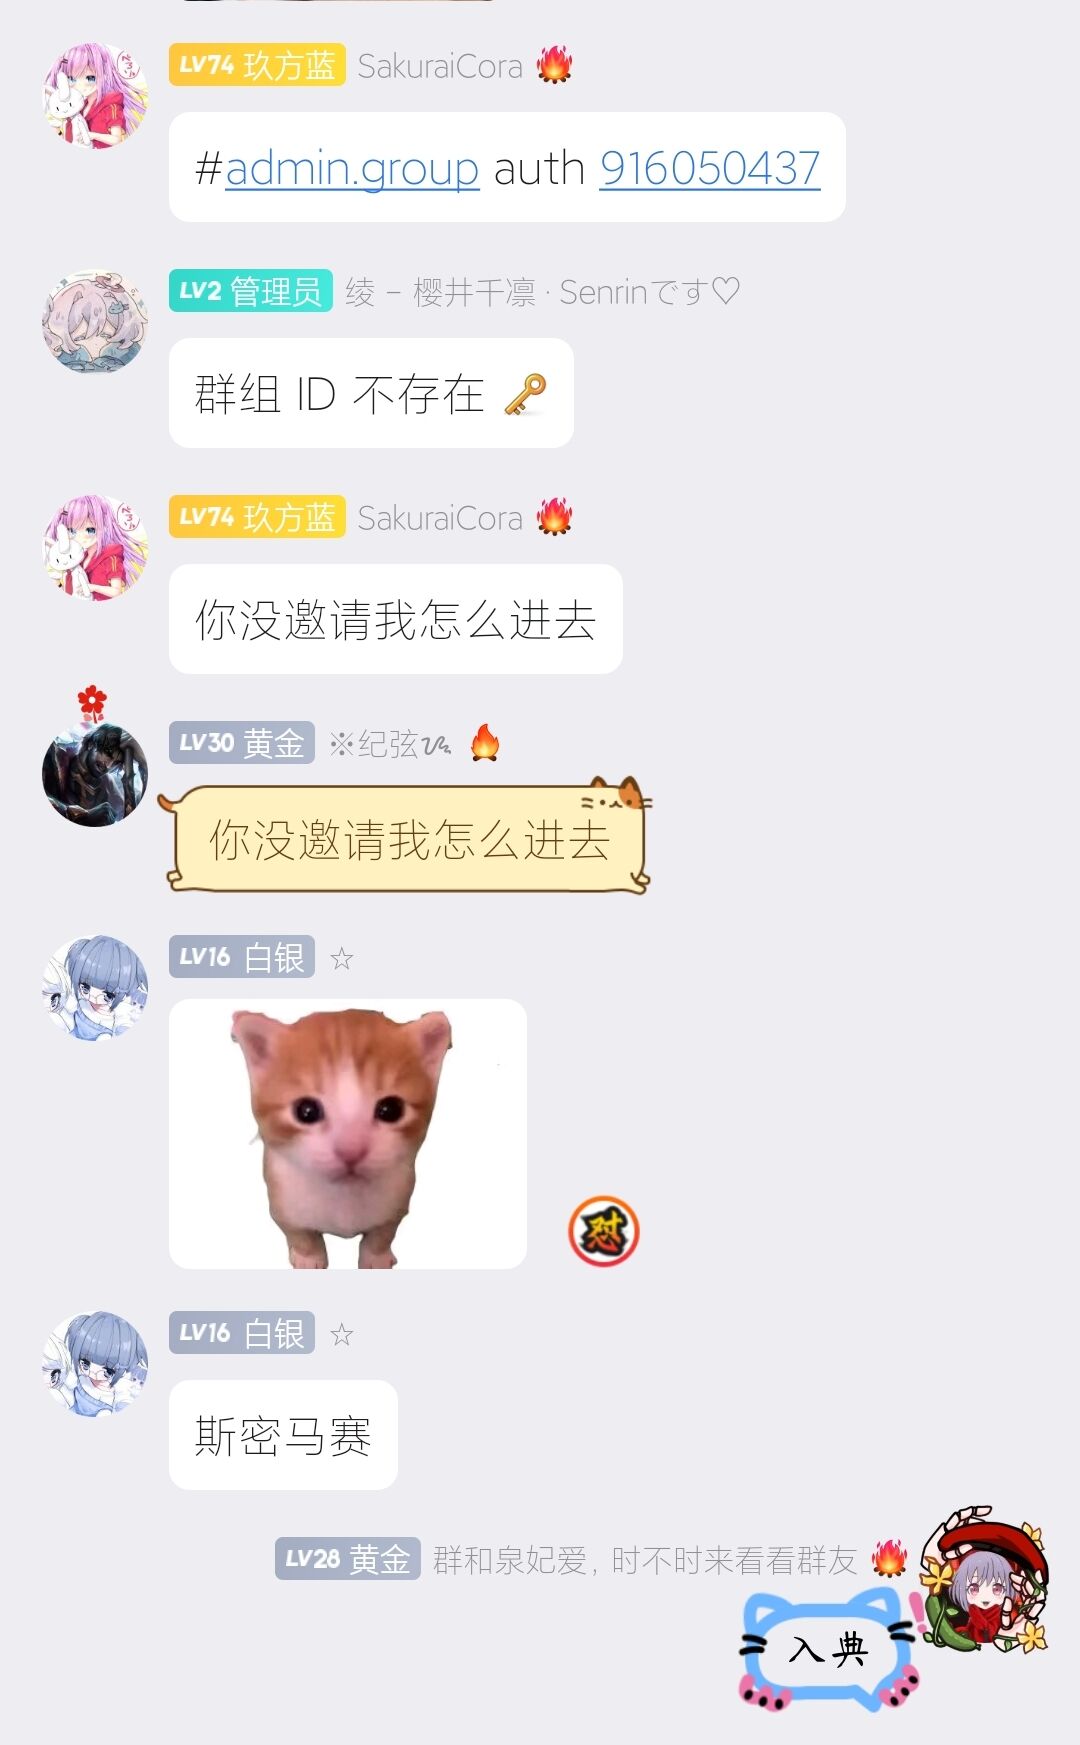 LV74 玖方蓝 SakuraiCora
#admin.group auth 916050437
LV2 管理员 绫 - 樱井千凛 · Senrinです♡
群组 ID 不存在
LV74 玖方蓝 SakuraiCora
你没邀请我怎么进去
LV30 黄金 ※纪弦
你没邀请我怎么进去
LV16 白银 ☆
怼
LV16 白银 ☆
斯密马赛
LV28 黄金 群和泉妃爱, 时不时来看看群友
入典